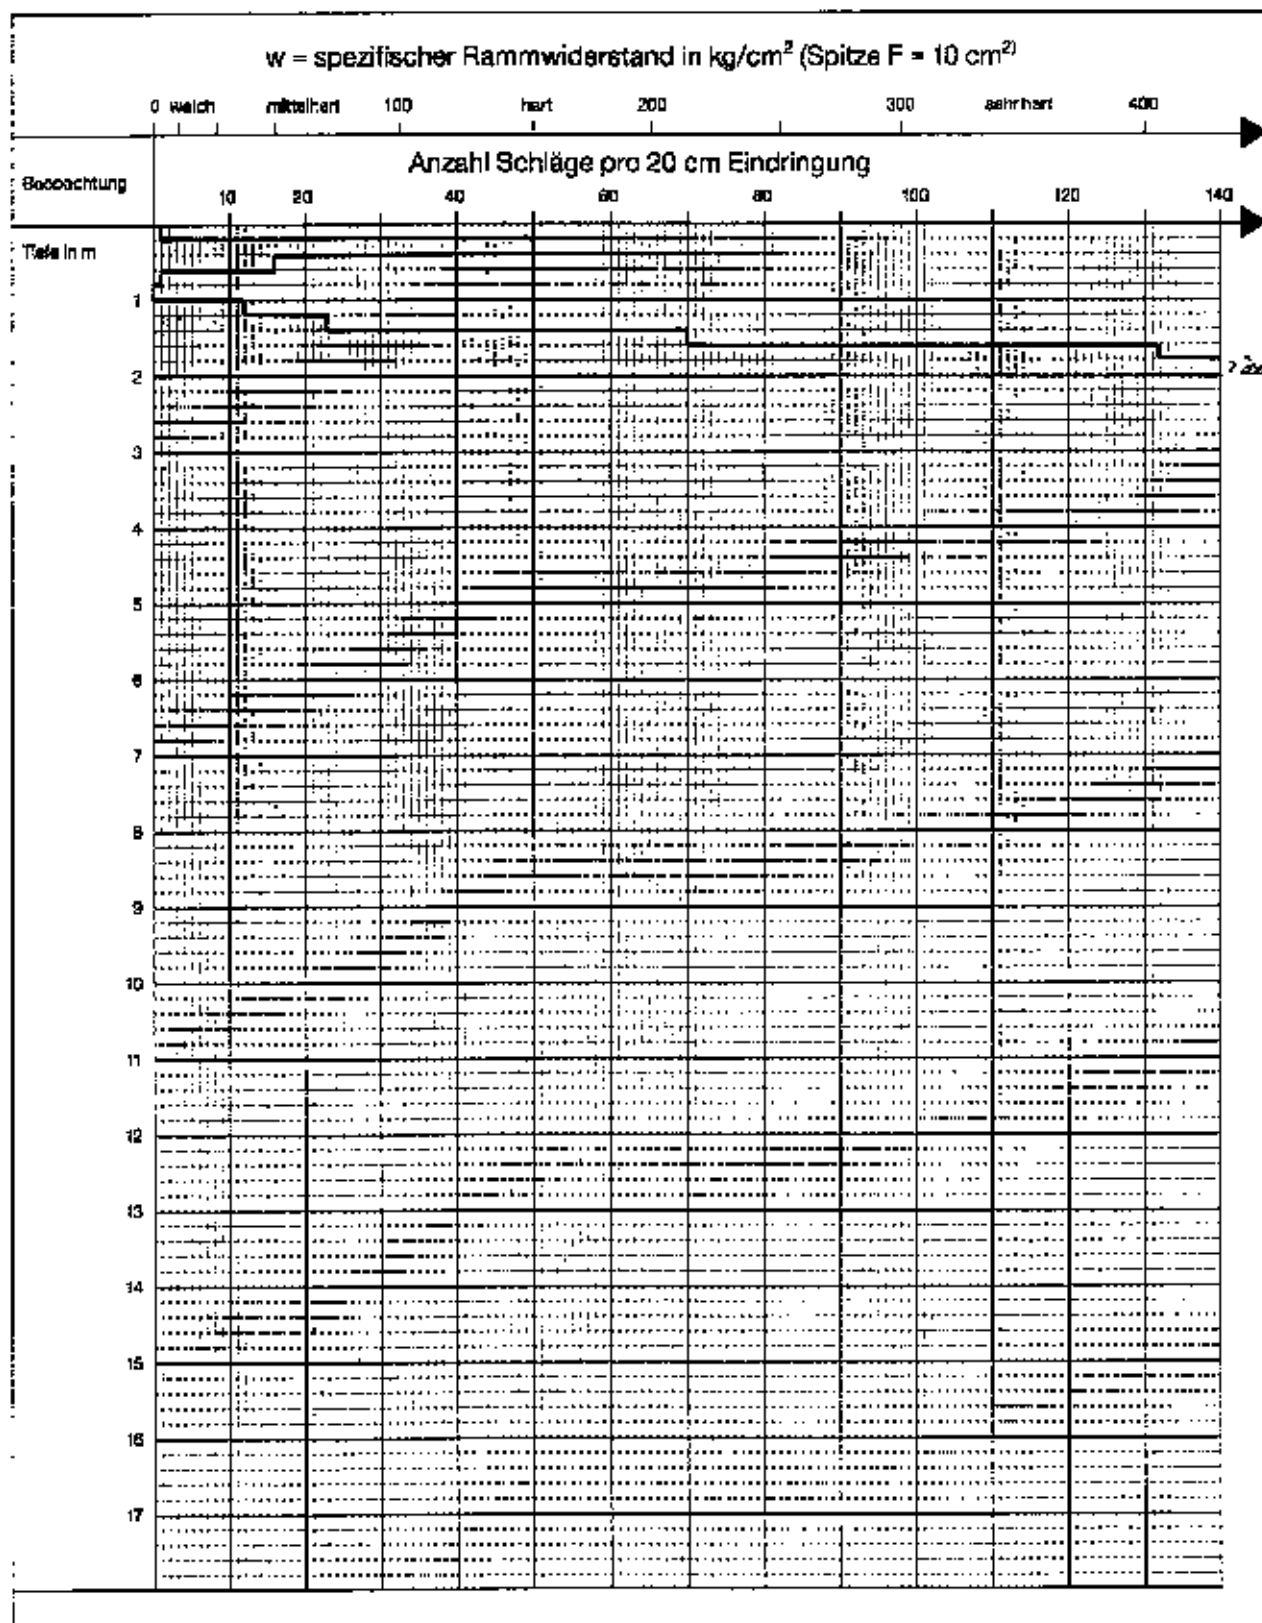 w = spezifischer Rammwiderstand in kg/cm² (Spitze F = 10 cm²)
0 weich mittelhart 100 hart 200 300 sehr hart 400
Anzahl Schläge pro 20 cm Eindringung
Beobachtung
10 20 40 60 80 100 120 140
Tiefe in m
1
2
3
4
5
6
7
8
9
10
11
12
13
14
15
16
17